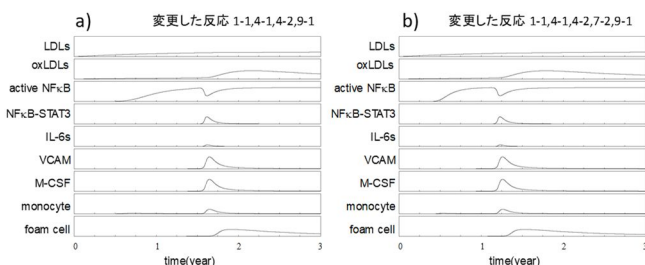 a) 変更した反応 1-1,4-1,4-2,9-1
LDLs
oxLDLs
active NFκB
NFκB-STAT3
IL-6s
VCAM
M-CSF
monocyte
foam cell
0 1 2 3
time(year)
b) 変更した反応 1-1,4-1,4-2,7-2,9-1
LDLs
oxLDLs
active NFκB
NFκB-STAT3
IL-6s
VCAM
M-CSF
monocyte
foam cell
0 1 2 3
time(year)